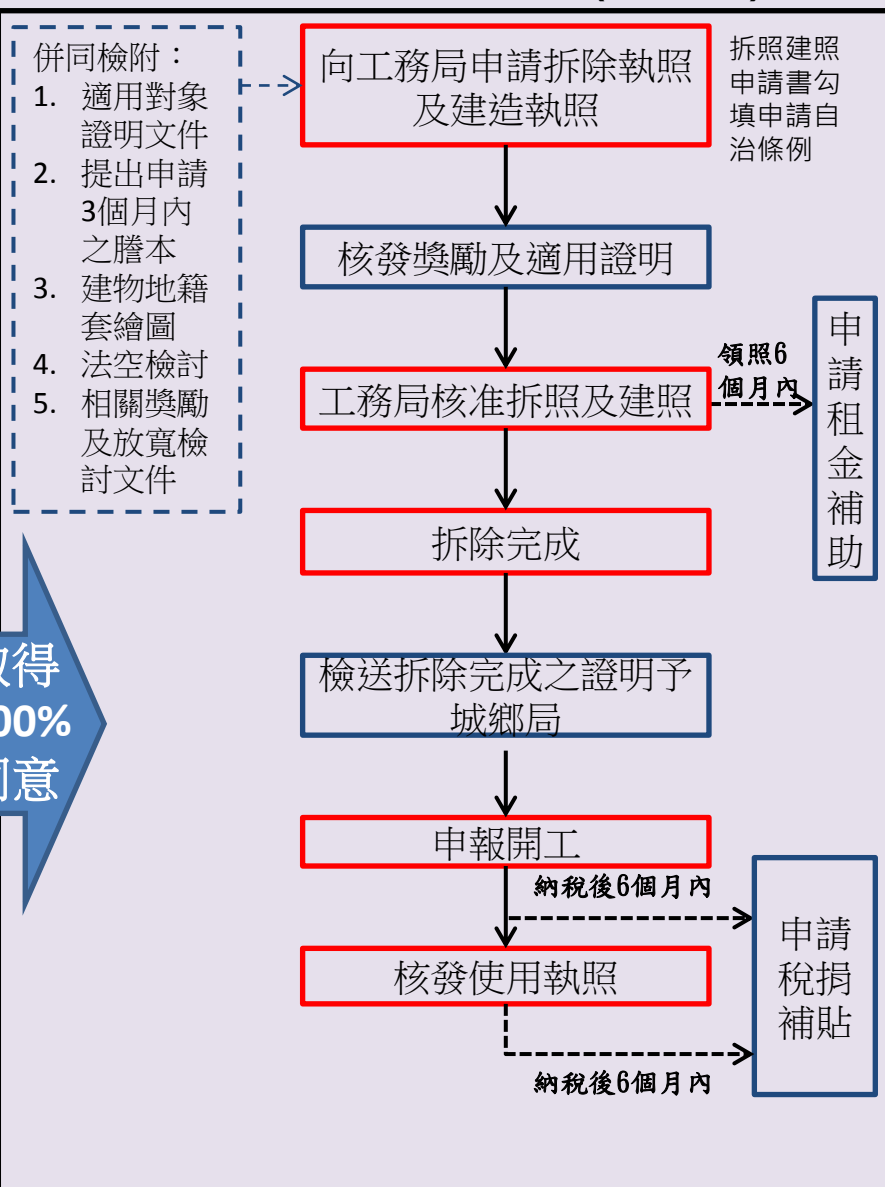 併同檢附：
1. 適用對象
證明文件
2. 提出申請
3個月內
之謄本
3. 建物地籍
套繪圖
4. 法空檢討
5. 相關獎勵
及放寬檢
討文件
向工務局申請拆除執照
及建造執照
拆照建照
申請書勾
填申請自
治條例
核發獎勵及適用證明
工務局核准拆照及建照
領照6
個月內
申
請
租
金
補
助
拆除完成
取得
00%
同意
檢送拆除完成之證明予
城鄉局
申報開工
納稅後6個月內
核發使用執照
申請
稅捐
補貼
納稅後6個月內